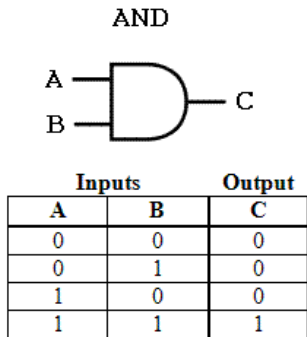 AND
A
C
B
Inputs Output
A B C
0 0 0
0 1 0
1 0 0
1 1 1